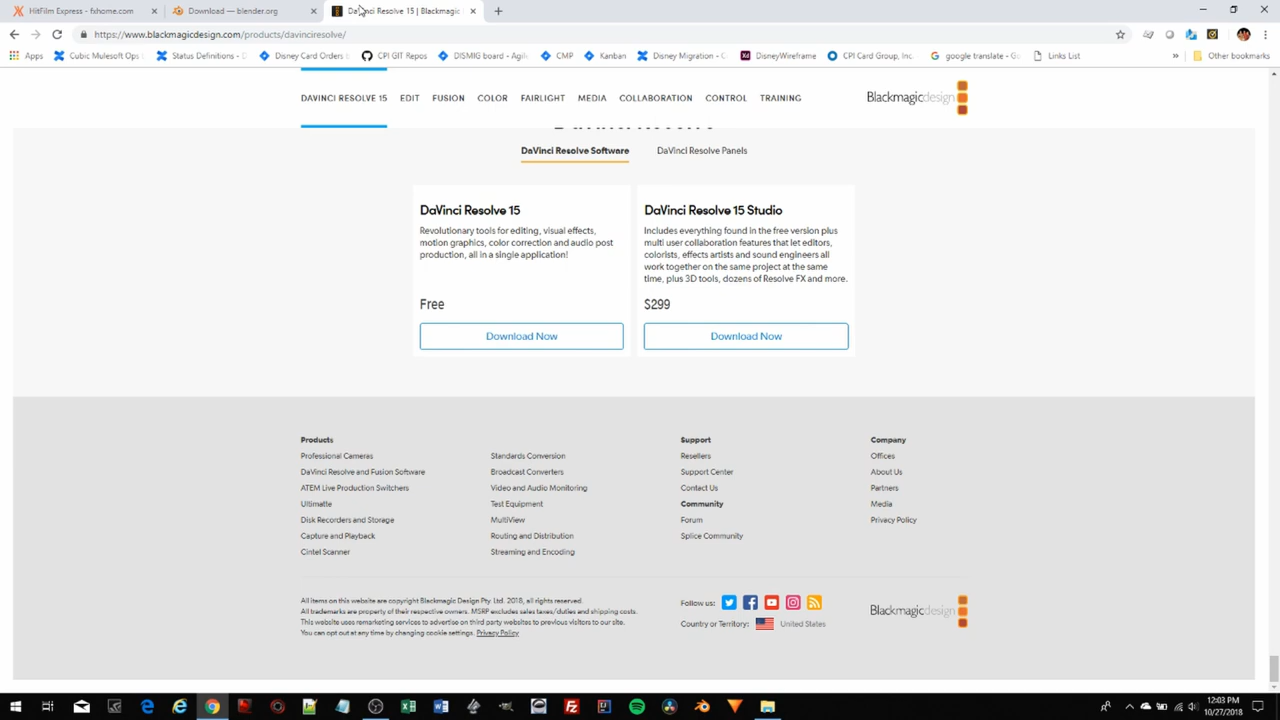 HitFilm Express - fxhome.com
Download — blender.org
DaVinci Resolve 15 | Blackmagic
https://www.blackmagicdesign.com/products/davinciresolve/
Apps
Cubic Mulesoft Ops
Status Definitions -
Disney Card Orders
CPI GIT Repos
DISMIG board - Agile
CMP
Kanban
Disney Migration -
Xd
DisneyWireframe
CPI Card Group, Inc.
google translate - Go
Links List
»
Other bookmarks
DAVINCI RESOLVE 15
EDIT
FUSION
COLOR
FAIRLIGHT
MEDIA
COLLABORATION
CONTROL
TRAINING
Blackmagicdesign
DaVinci Resolve Software
DaVinci Resolve Panels
DaVinci Resolve 15
Revolutionary tools for editing, visual effects,
motion graphics, color correction and audio post
production, all in a single application!
Free
Download Now
DaVinci Resolve 15 Studio
Includes everything found in the free version plus
multi user collaboration features that let editors,
colorists, effects artists and sound engineers all
work together on the same project at the same
time, plus 3D tools, dozens of Resolve FX and more.
$299
Download Now
Products
Professional Cameras
DaVinci Resolve and Fusion Software
ATEM Live Production Switchers
Ultimatte
Disk Recorders and Storage
Capture and Playback
Cintel Scanner
Standards Conversion
Broadcast Converters
Video and Audio Monitoring
Test Equipment
MultiView
Routing and Distribution
Streaming and Encoding
Support
Resellers
Support Center
Contact Us
Community
Forum
Splice Community
Company
Offices
About Us
Partners
Media
Privacy Policy
All items on this website are copyright Blackmagic Design Pty. Ltd. 2018, all rights reserved.
All trademarks are property of their respective owners. MSRP excludes sales taxes/duties and shipping costs.
This website uses remarketing services to advertise on third party websites to previous visitors to our site.
You can opt out at any time by changing cookie settings. Privacy Policy
Follow us:
Country or Territory:
United States
Blackmagicdesign
12:03 PM
10/27/2018